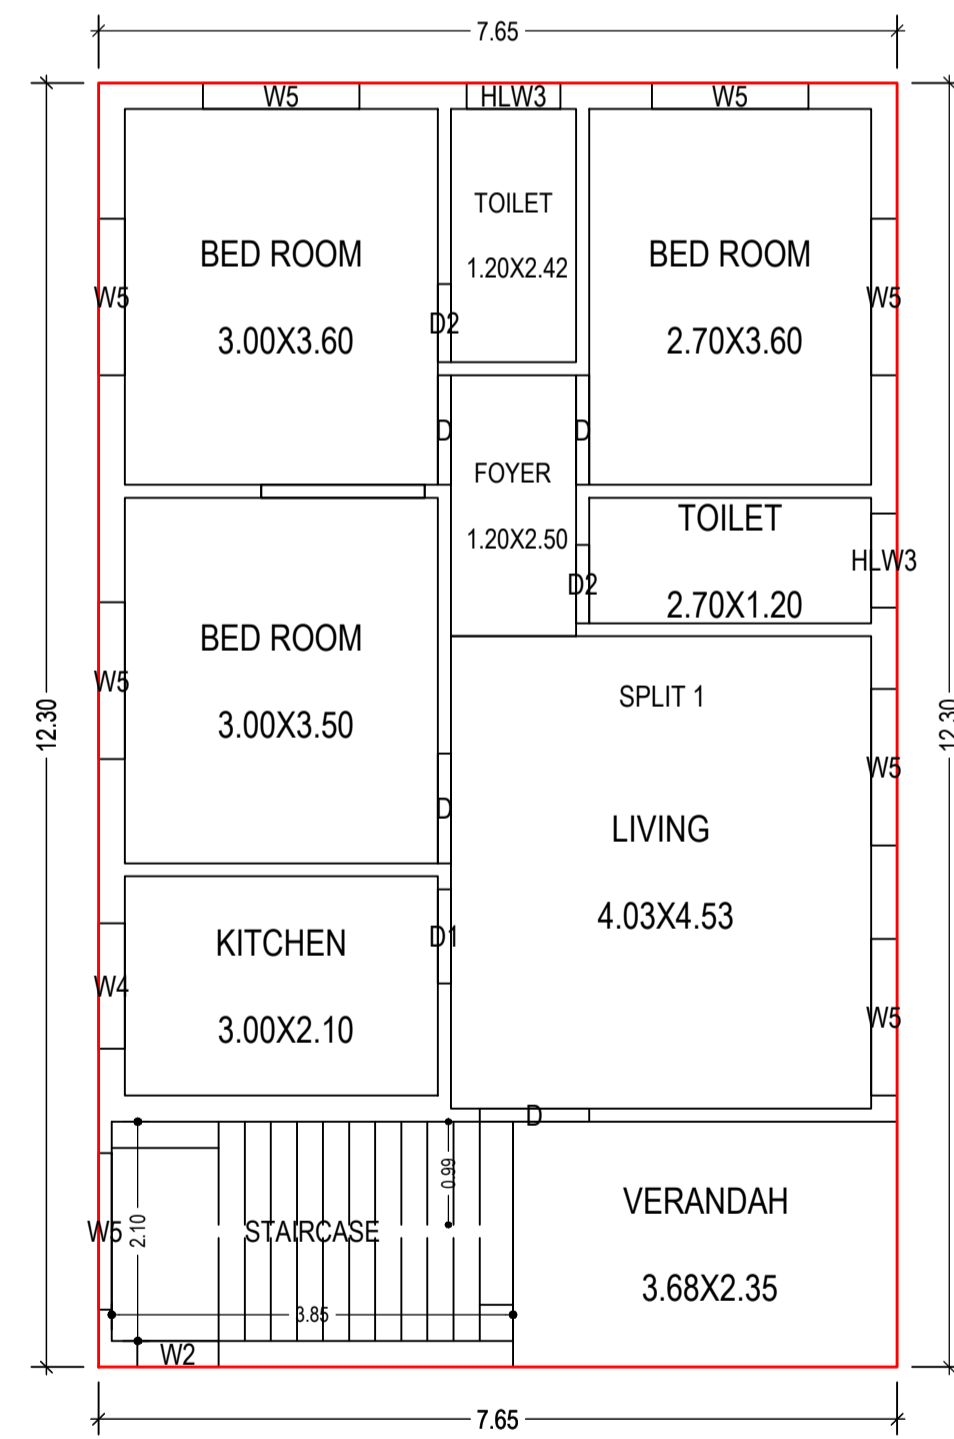 7.65
W5
HLW3
W5
TOILET
1.20X2.42
BED ROOM
3.00X3.60
BED ROOM
2.70X3.60
W5
D2
W5
D
D
FOYER
1.20X2.50
TOILET
2.70X1.20
HLW3
D2
BED ROOM
3.00X3.50
W5
SPLIT 1
12.30
12.30
W5
D
LIVING
4.03X4.53
KITCHEN
3.00X2.10
D1
W4
W5
D
0.99
VERANDAH
3.68X2.35
W5
2.10
STAIRCASE
3.85
W2
7.65